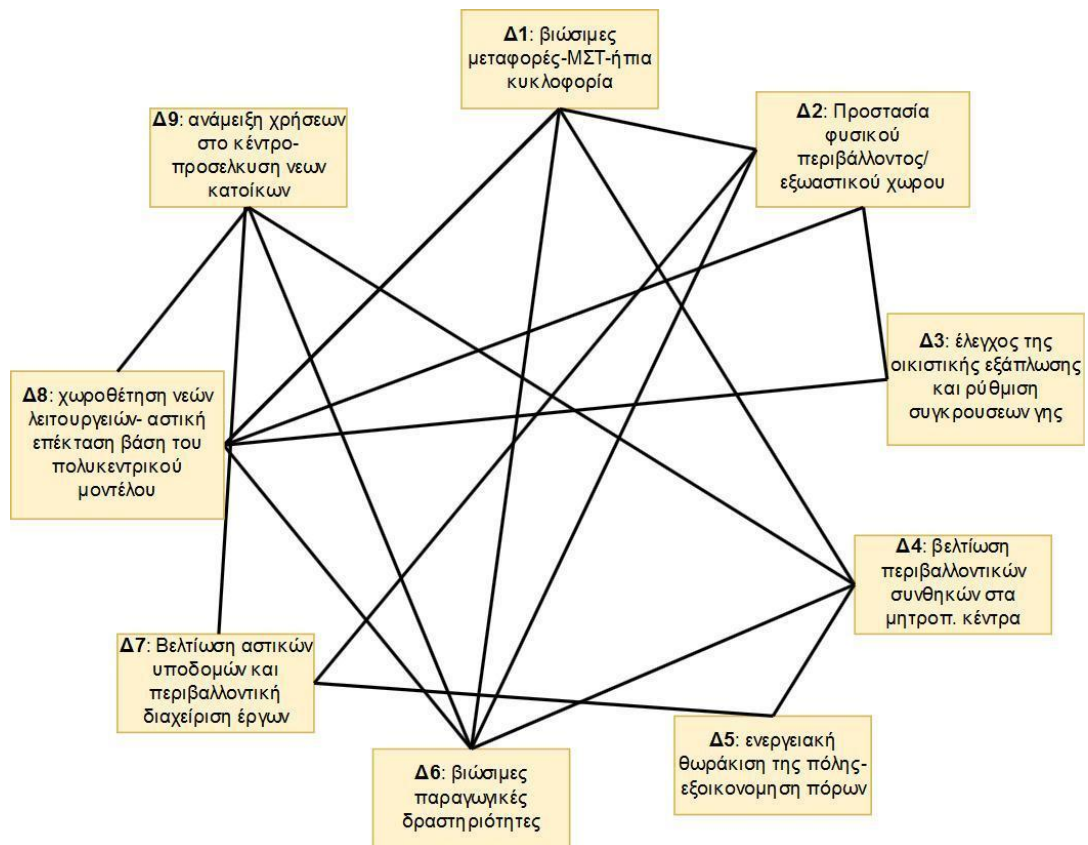 Δ1: βιώσιμες
μεταφορές-ΜΣΤ-ήπια
κυκλοφορία
Δ2: Προστασία
φυσικού
περιβάλλοντος/
εξωαστικού χωρου
Δ3: έλεγχος της
οικιστικής εξάπλωσης
και ρύθμιση
συγκρουσεων γης
Δ4: βελτίωση
περιβαλλοντικών
συνθηκών στα
μητροπ. κέντρα
Δ5: ενεργειακή
θωράκιση της πόλης-
εξοικονομηση πόρων
Δ6: βιώσιμες
παραγωγικές
δραστηριότητες
Δ7: Βελτίωση αστικών
υποδομών και
περιβαλλοντική
διαχείριση έργων
Δ8: χωροθέτηση νεών
λειτουργειών- αστική
επέκταση βάση του
πολυκεντρικού
μοντέλου
Δ9: ανάμειξη χρήσεων
στο κέντρο-
προσελκυση νεων
κατοίκων